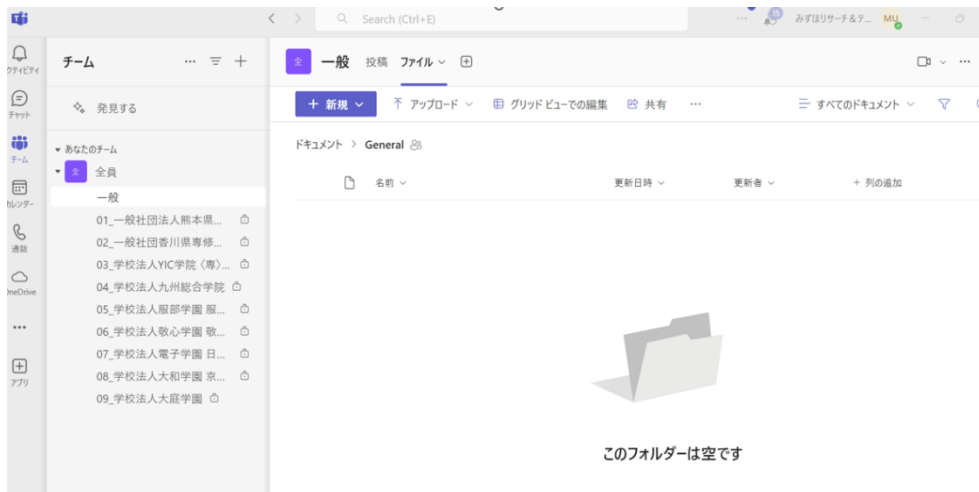 Search (Ctrl+E)
15
みずほリサーチ&テ...
MU
クティビティ
チャット
チーム
カレンダー
通話
OneDrive
アプリ
チーム
発見する
あなたのチーム
全 全員
一般
01_一般社団法人熊本県...
02_一般社団香川県専修...
03_学校法人YIC学院〈専〉...
04_学校法人九州総合学院
05_学校法人服部学園 服...
06_学校法人敬心学園 敬...
07_学校法人電子学園 日...
08_学校法人大和学園 京...
09_学校法人大庭学園
全 一般 投稿 ファイル
+ 新規 アップロード グリッド ビューでの編集 共有 ... すべてのドキュメント
ドキュメント > General
名前 更新日時 更新者 + 列の追加
このフォルダーは空です